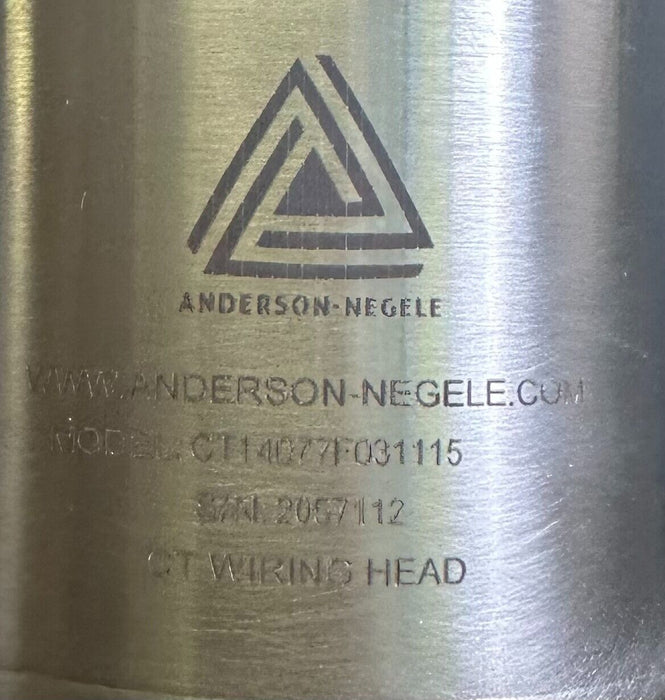 ANDERSON-NEGELE
WWW.ANDERSON-NEGELE.COM
MODEL: CT14077F031115
S/N: 2057112
CT WIRING HEAD